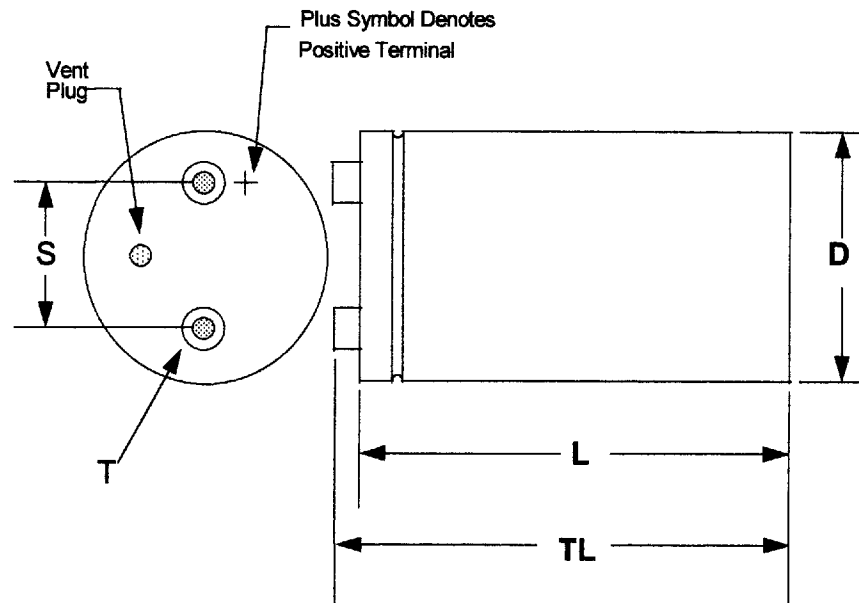 Plus Symbol Denotes
Positive Terminal
Vent
Plug
S
D
T
L
TL